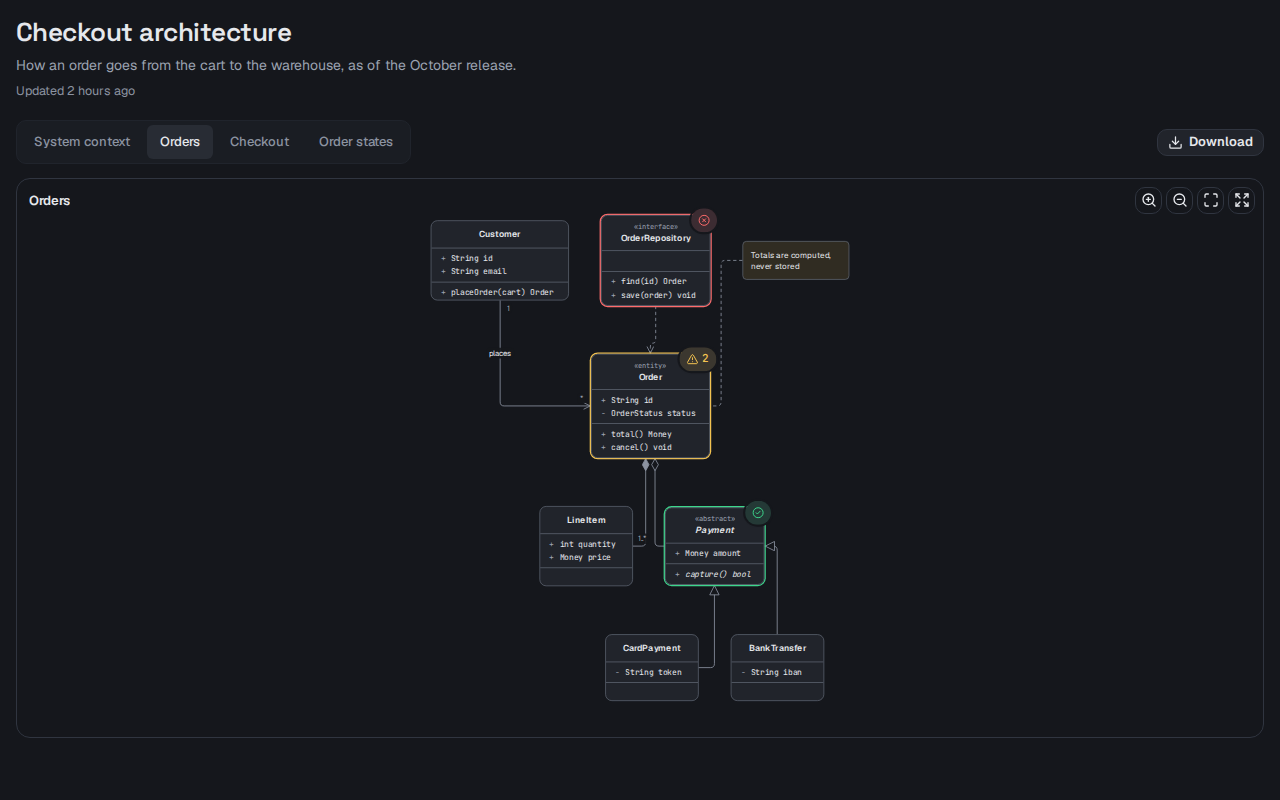 Checkout architecture
How an order goes from the cart to the warehouse, as of the October release.
Updated 2 hours ago
System context
Orders
Checkout
Order states
Download
Orders
Customer
+ String id
+ String email
+ placeOrder(cart) Order
«interface»
OrderRepository
+ find(id) Order
+ save(order) void
Totals are computed,
never stored
1
places
*
«entity»
Order
2
+ String id
- OrderStatus status
+ total() Money
+ cancel() void
LineItem
+ int quantity
+ Money price
1..*
«abstract»
Payment
+ Money amount
+ capture() bool
CardPayment
- String token
BankTransfer
- String iban